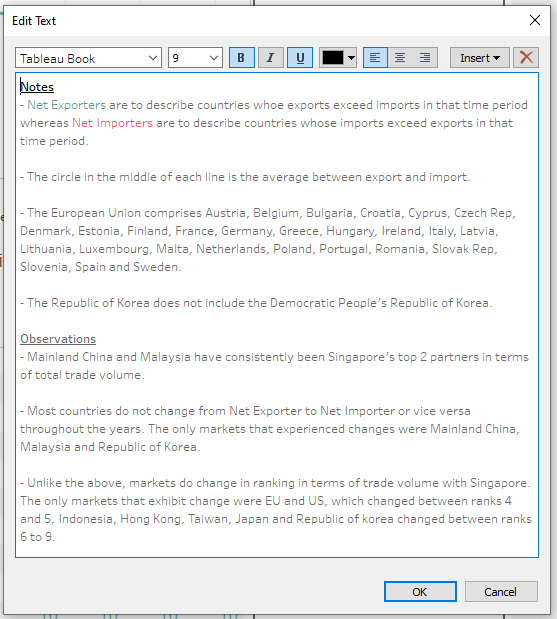 Edit Text
Tableau Book
9
B
I
U
Insert
Notes
- Net Exporters are to describe countries whoe exports exceed imports in that time period
whereas Net Importers are to describe countries whose imports exceed exports in that
time period.
- The circle in the middle of each line is the average between export and import.
- The European Union comprises Austria, Belgium, Bulgaria, Croatia, Cyprus, Czech Rep,
Denmark, Estonia, Finland, France, Germany, Greece, Hungary, Ireland, Italy, Latvia,
Lithuania, Luxembourg, Malta, Netherlands, Poland, Portugal, Romania, Slovak Rep,
Slovenia, Spain and Sweden.
- The Republic of Korea does not include the Democratic People's Republic of Korea.
Observations
- Mainland China and Malaysia have consistently been Singapore's top 2 partners in terms
of total trade volume.
- Most countries do not change from Net Exporter to Net Importer or vice versa
throughout the years. The only markets that experienced changes were Mainland China,
Malaysia and Republic of Korea.
- Unlike the above, markets do change in ranking in terms of trade volume with Singapore.
The only markets that exhibit change were EU and US, which changed between ranks 4
and 5, Indonesia, Hong Kong, Taiwan, Japan and Republic of korea changed between ranks
6 to 9.
OK
Cancel